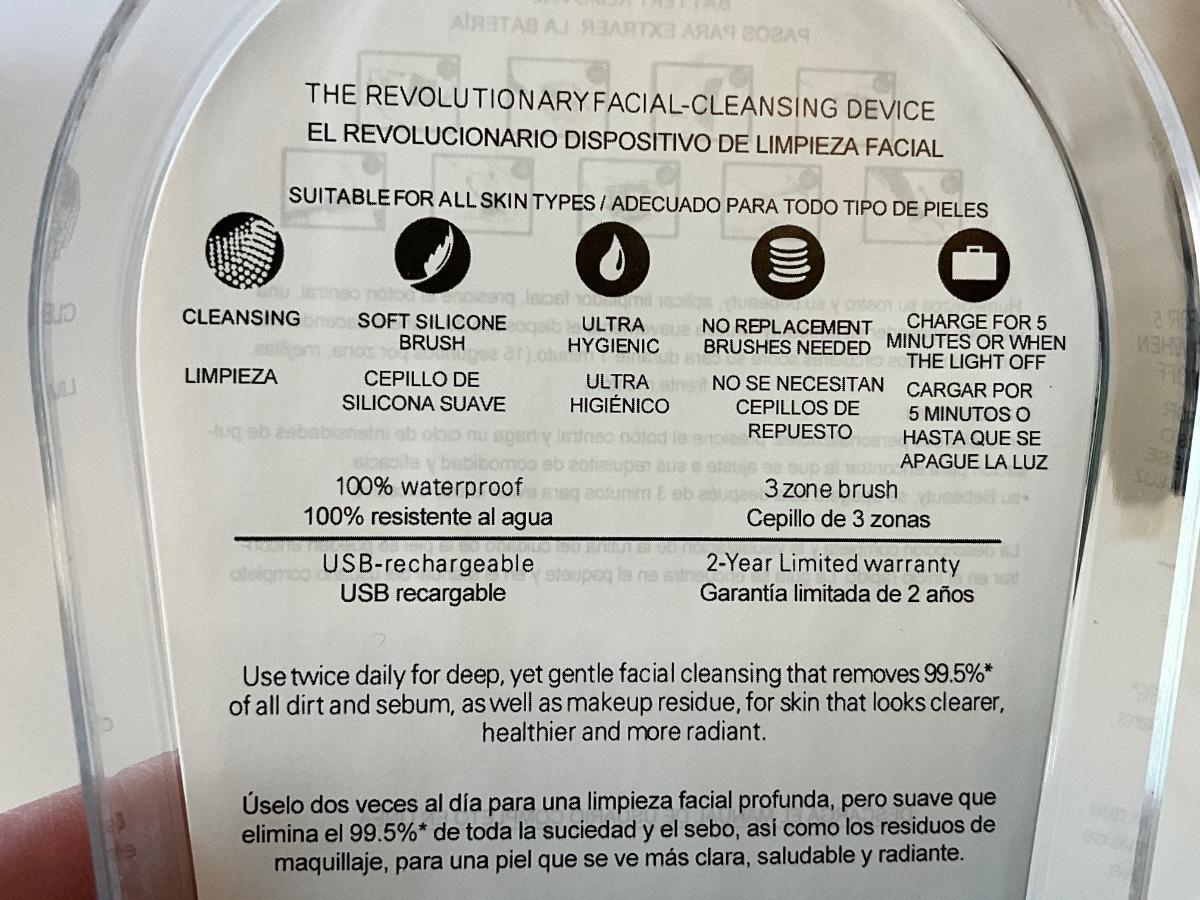 PASOS PARA EXTRAER LA BATERÍA
THE REVOLUTIONARY FACIAL-CLEANSING DEVICE
EL REVOLUCIONARIO DISPOSITIVO DE LIMPIEZA FACIAL
SUITABLE FOR ALL SKIN TYPES / ADECUADO PARA TODO TIPO DE PIELES
CLEANSING
LIMPIEZA
SOFT SILICONE
BRUSH
CEPILLO DE
SILICONA SUAVE
ULTRA
HYGIENIC
ULTRA
HIGIÉNICO
NO REPLACEMENT
BRUSHES NEEDED
NO SE NECESITAN
CEPILLOS DE
REPUESTO
CHARGE FOR 5
MINUTES OR WHEN
THE LIGHT OFF
CARGAR POR
5 MINUTOS O
HASTA QUE SE
APAGUE LA LUZ
100% waterproof
100% resistente al agua
3 zone brush
Cepillo de 3 zonas
USB-rechargeable
USB recargable
2-Year Limited warranty
Garantía limitada de 2 años
Use twice daily for deep, yet gentle facial cleansing that removes 99.5%*
of all dirt and sebum, as well as makeup residue, for skin that looks clearer,
healthier and more radiant.
Úselo dos veces al día para una limpieza facial profunda, pero suave que
elimina el 99.5%* de toda la suciedad y el sebo, así como los residuos de
maquillaje, para una piel que se ve más clara, saludable y radiante.